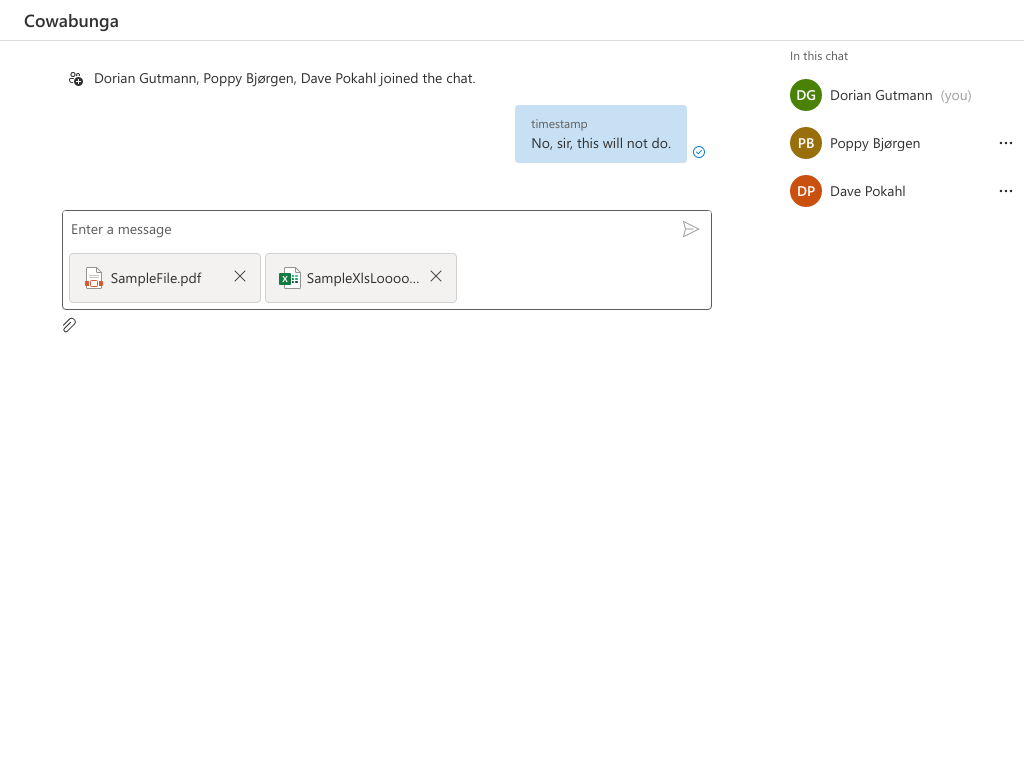 Cowabunga
In this chat
Dorian Gutmann, Poppy Bjørgen, Dave Pokahl joined the chat.
DG Dorian Gutmann (you)
timestamp
No, sir, this will not do.
PB Poppy Bjørgen
DP Dave Pokahl
Enter a message
SampleFile.pdf
SampleXlsLoooo...